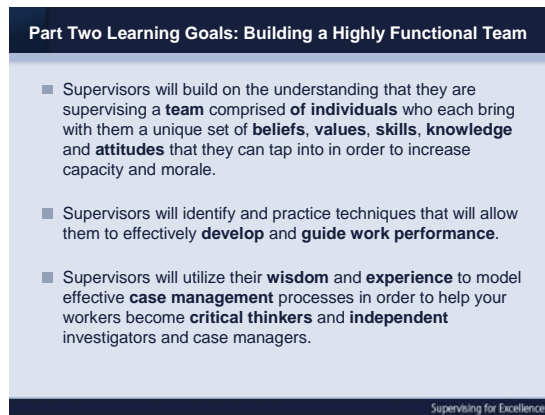 Part Two Learning Goals: Building a Highly Functional Team
Supervisors will build on the understanding that they are
supervising a team comprised of individuals who each bring
with them a unique set of beliefs, values, skills, knowledge
and attitudes that they can tap into in order to increase
capacity and morale.
Supervisors will identify and practice techniques that will allow
them to effectively develop and guide work performance.
Supervisors will utilize their wisdom and experience to model
effective case management processes in order to help your
workers become critical thinkers and independent
investigators and case managers.
Supervising for Excellence